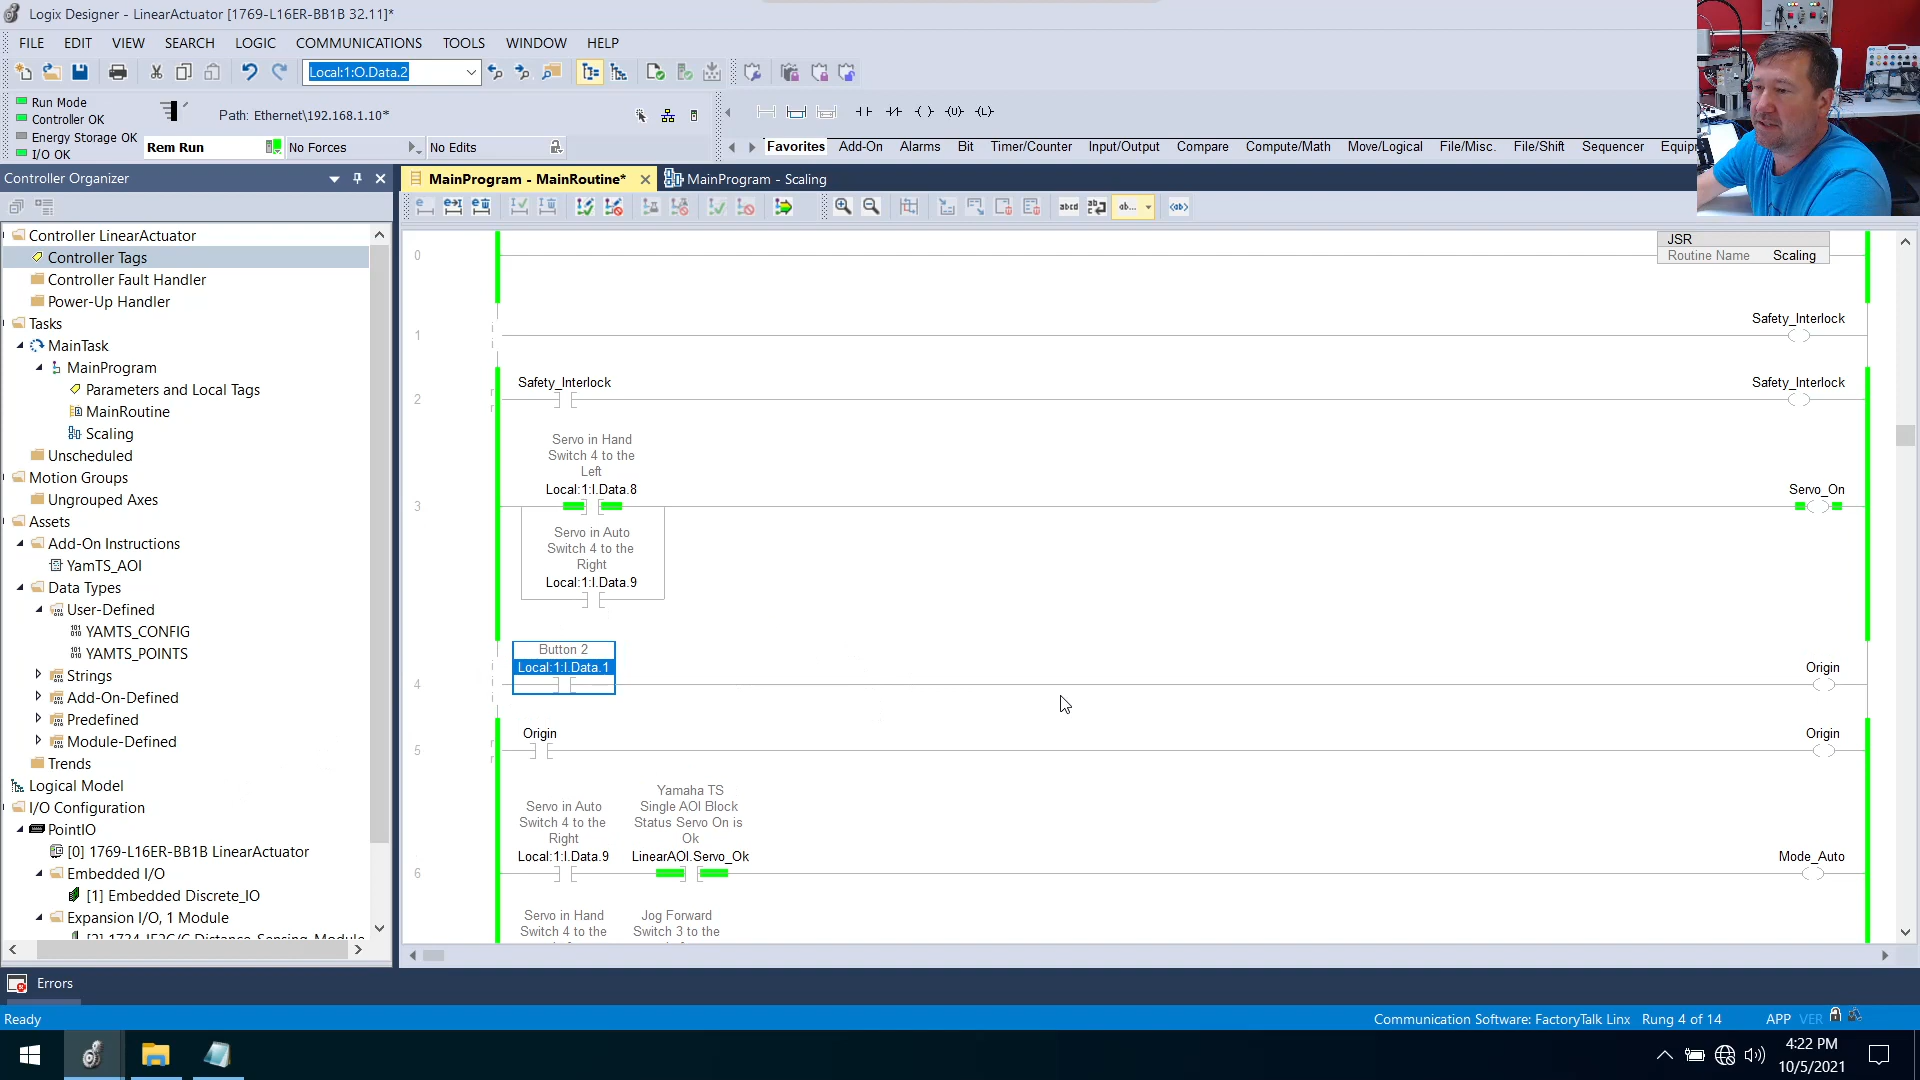 Logix Designer - LinearActuator [1769-L16ER-BB1B 32.11]*
FILE EDIT VIEW SEARCH LOGIC COMMUNICATIONS TOOLS WINDOW HELP
Local:1:O.Data.2
Run Mode
Controller OK
Energy Storage OK
I/O OK
Path: Ethernet\192.168.1.10*
Rem Run
No Forces
No Edits
Favorites Add-On Alarms Bit Timer/Counter Input/Output Compare Compute/Math Move/Logical File/Misc. File/Shift Sequencer Equip
Controller Organizer
MainProgram - MainRoutine*
MainProgram - Scaling
Controller LinearActuator
Controller Tags
Controller Fault Handler
Power-Up Handler
Tasks
MainTask
MainProgram
Parameters and Local Tags
MainRoutine
Scaling
Unscheduled
Motion Groups
Ungrouped Axes
Assets
Add-On Instructions
YamTS_AOI
Data Types
User-Defined
YAMTS_CONFIG
YAMTS_POINTS
Strings
Add-On-Defined
Predefined
Module-Defined
Trends
Logical Model
I/O Configuration
PointIO
[0] 1769-L16ER-BB1B LinearActuator
Embedded I/O
[1] Embedded Discrete_IO
Expansion I/O, 1 Module
[2] 1734-IE2C/C Distance_Sensing_Module
0
JSR
Routine Name Scaling
1
Safety_Interlock
2
Safety_Interlock
Safety_Interlock
3
Servo in Hand
Switch 4 to the
Left
Local:1:I.Data.8
Servo_On
Servo in Auto
Switch 4 to the
Right
Local:1:I.Data.9
4
Button 2
Local:1:I.Data.1
Origin
5
Origin
Origin
6
Servo in Auto
Switch 4 to the
Right
Local:1:I.Data.9
Yamaha TS
Single AOI Block
Status Servo On is
Ok
LinearAOI.Servo_Ok
Mode_Auto
Servo in Hand
Switch 4 to the
Jog Forward
Switch 3 to the
Errors
Ready
Communication Software: FactoryTalk Linx
Rung 4 of 14
APP VER
4:22 PM
10/5/2021